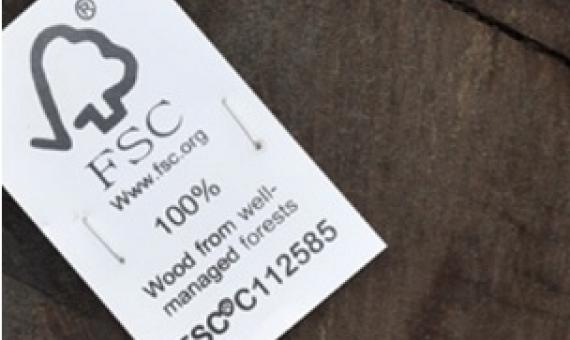 ®
FSC
www.fsc.org
100%
Wood from well-
managed forests
FSC® C112585